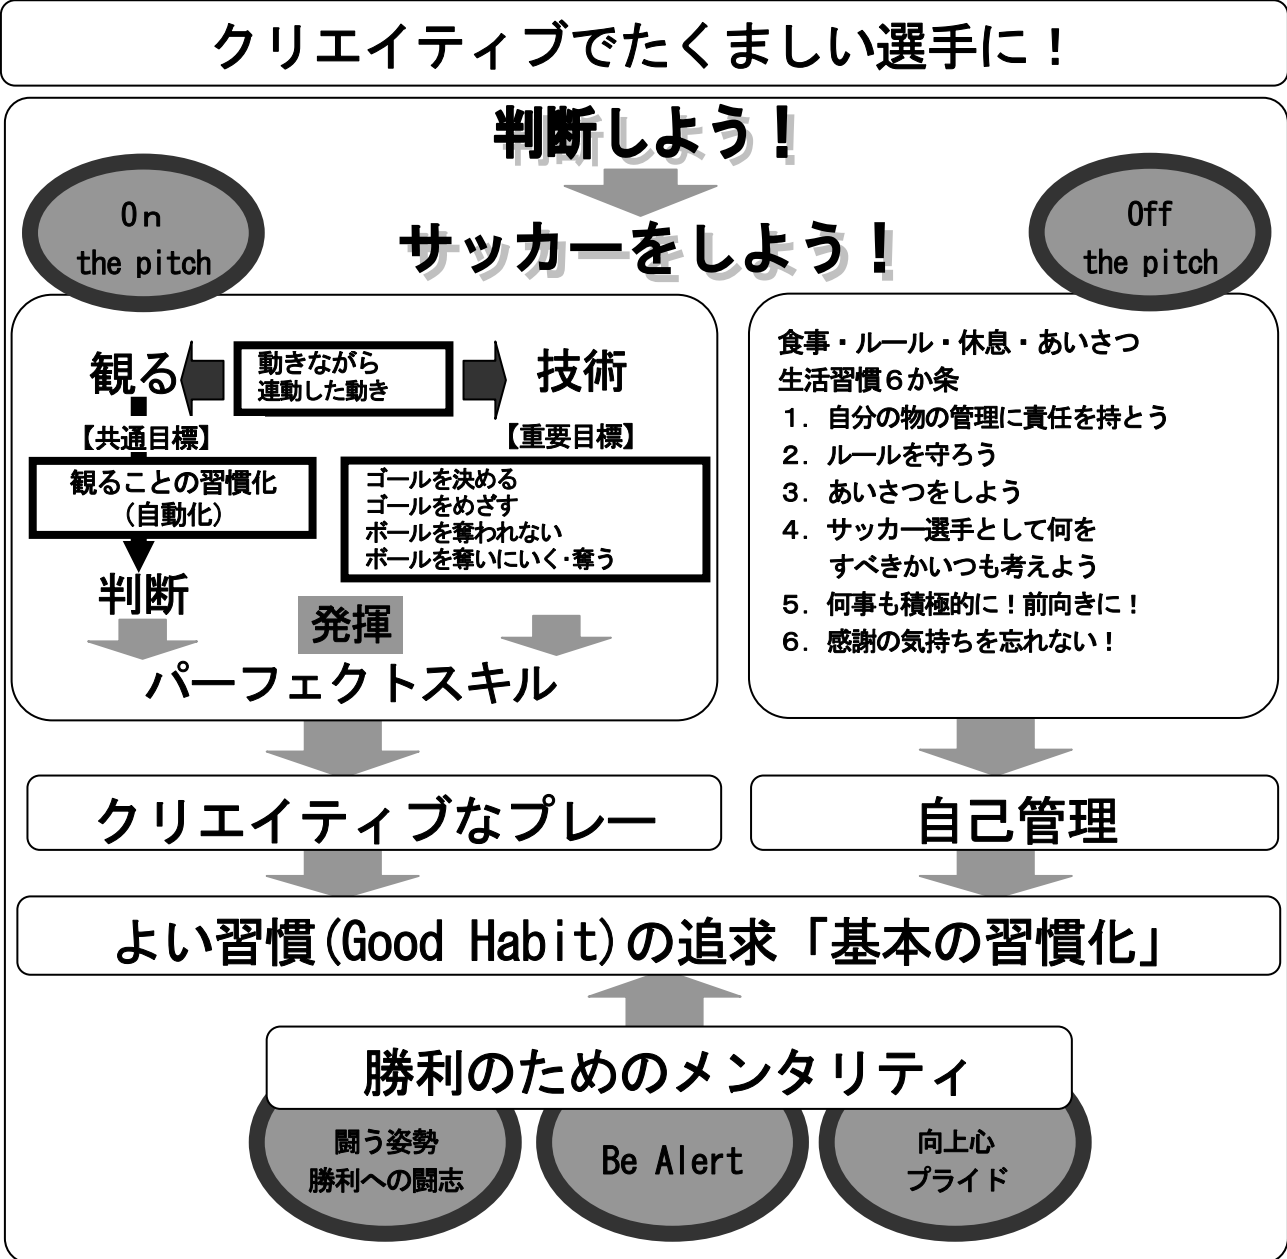 クリエイティブでたくましい選手に！
判断しよう！
サッカーをしよう！
On
the pitch
Off
the pitch
観る
動きながら
連動した動き
技術
【共通目標】
【重要目標】
観ることの習慣化
（自動化）
ゴールを決める
ゴールをめざす
ボールを奪われない
ボールを奪いにいく・奪う
判断
発揮
パーフェクトスキル
食事・ルール・休息・あいさつ
生活習慣６か条
１．自分の物の管理に責任を持とう
２．ルールを守ろう
３．あいさつをしよう
４．サッカー選手として何を
すべきかいつも考えよう
５．何事も積極的に！前向きに！
６．感謝の気持ちを忘れない！
クリエイティブなプレー
自己管理
よい習慣(Good Habit)の追求「基本の習慣化」
勝利のためのメンタリティ
闘う姿勢
勝利への闘志
Be Alert
向上心
プライド